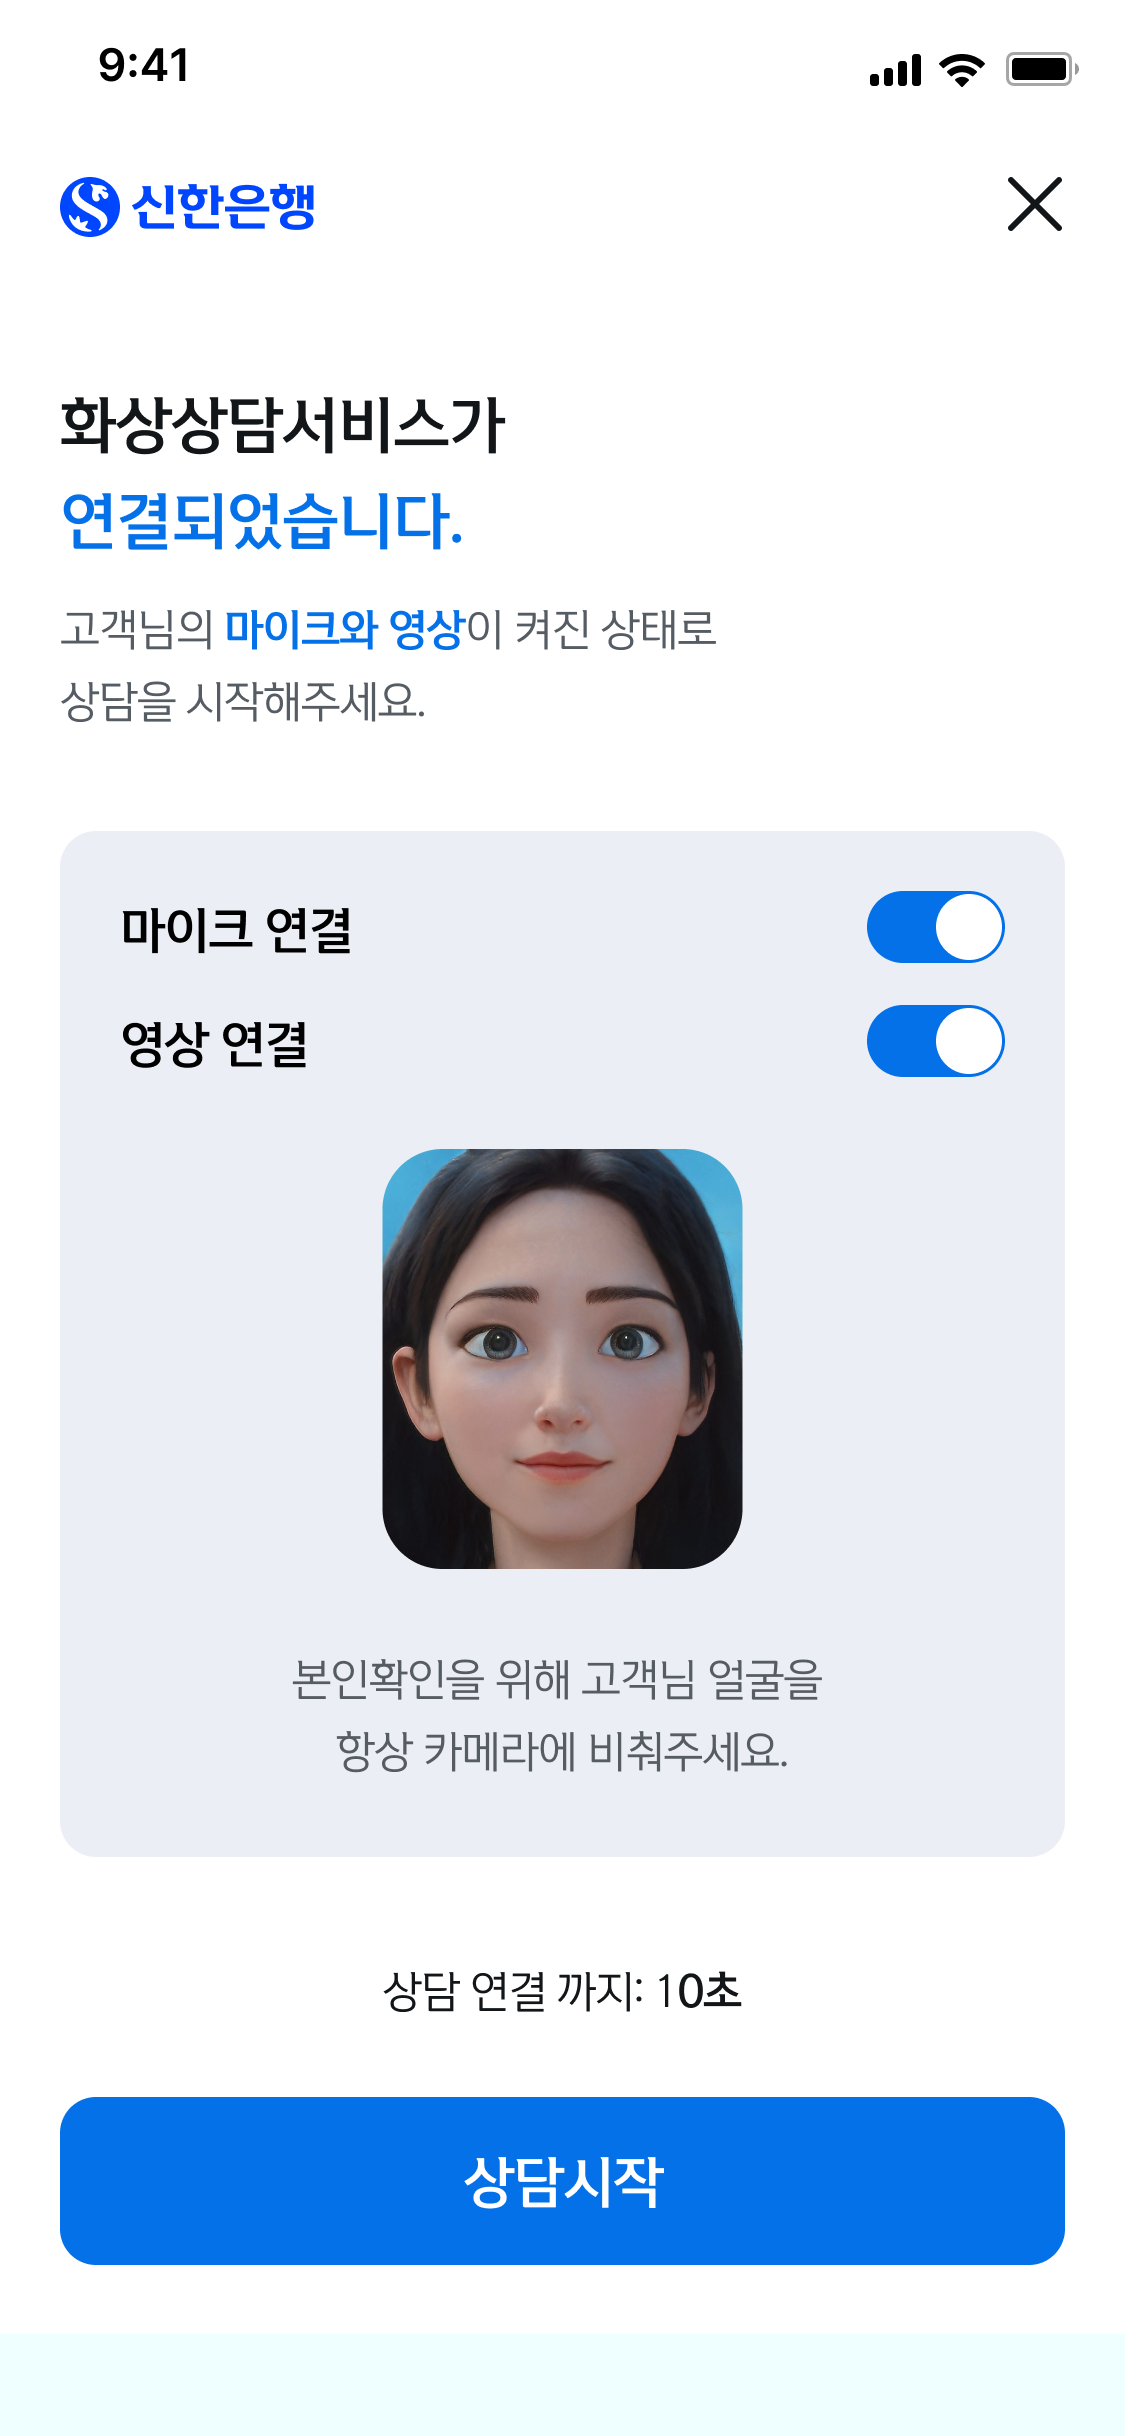 9:41
신한은행
화상상담서비스가
연결되었습니다.
고객님의 마이크와 영상이 켜진 상태로
상담을 시작해주세요.
마이크 연결
영상 연결
본인확인을 위해 고객님 얼굴을
항상 카메라에 비춰주세요.
상담 연결 까지: 10초
상담시작